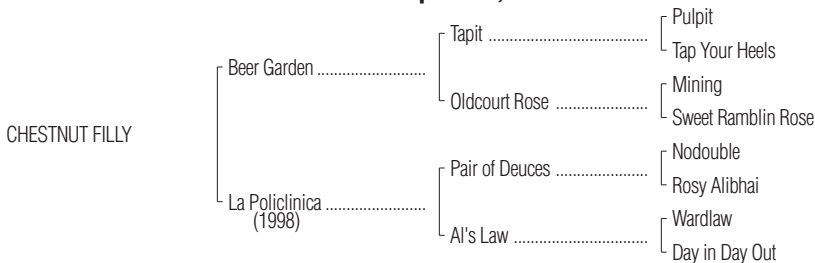 Pulpit
Tapit
Tap Your Heels
Beer Garden
Mining
Oldcourt Rose
Sweet Ramblin Rose
CHESTNUT FILLY
Nodouble
Pair of Deuces
Rosy Alibhai
La Policlinica
(1998)
Wardlaw
Al's Law
Day in Day Out